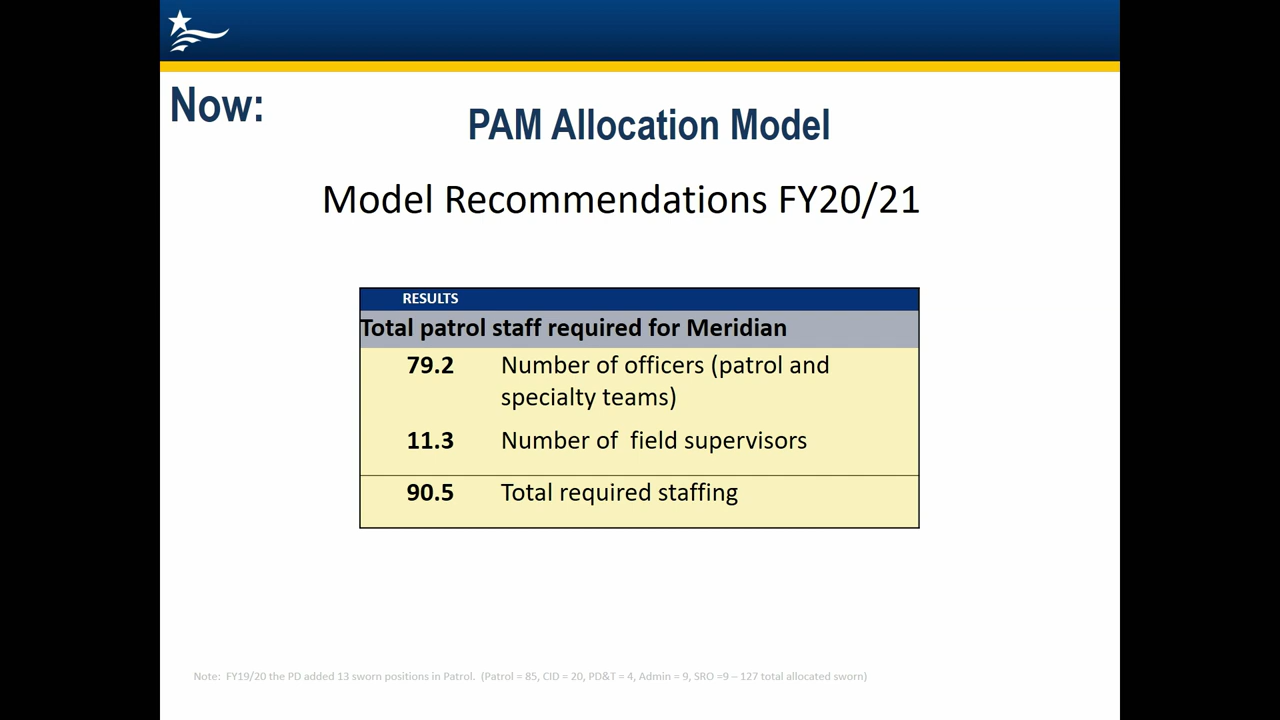 Now:
PAM Allocation Model
Model Recommendations FY20/21
RESULTS
Total patrol staff required for Meridian
79.2 Number of officers (patrol and
specialty teams)
11.3 Number of field supervisors
90.5 Total required staffing
Note: FY19/20 the PD added 13 sworn positions in Patrol. (Patrol = 85, CID = 20, PD&T = 4, Admin = 9, SRO =9 – 127 total allocated sworn)